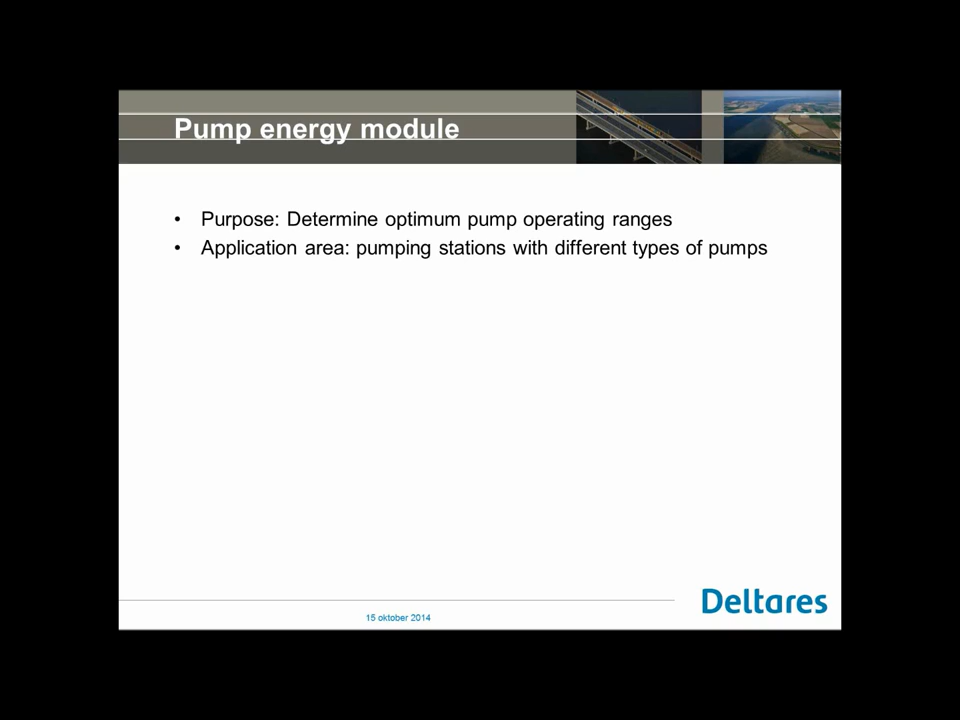 Pump energy module
• Purpose: Determine optimum pump operating ranges
• Application area: pumping stations with different types of pumps
15 oktober 2014
Deltares